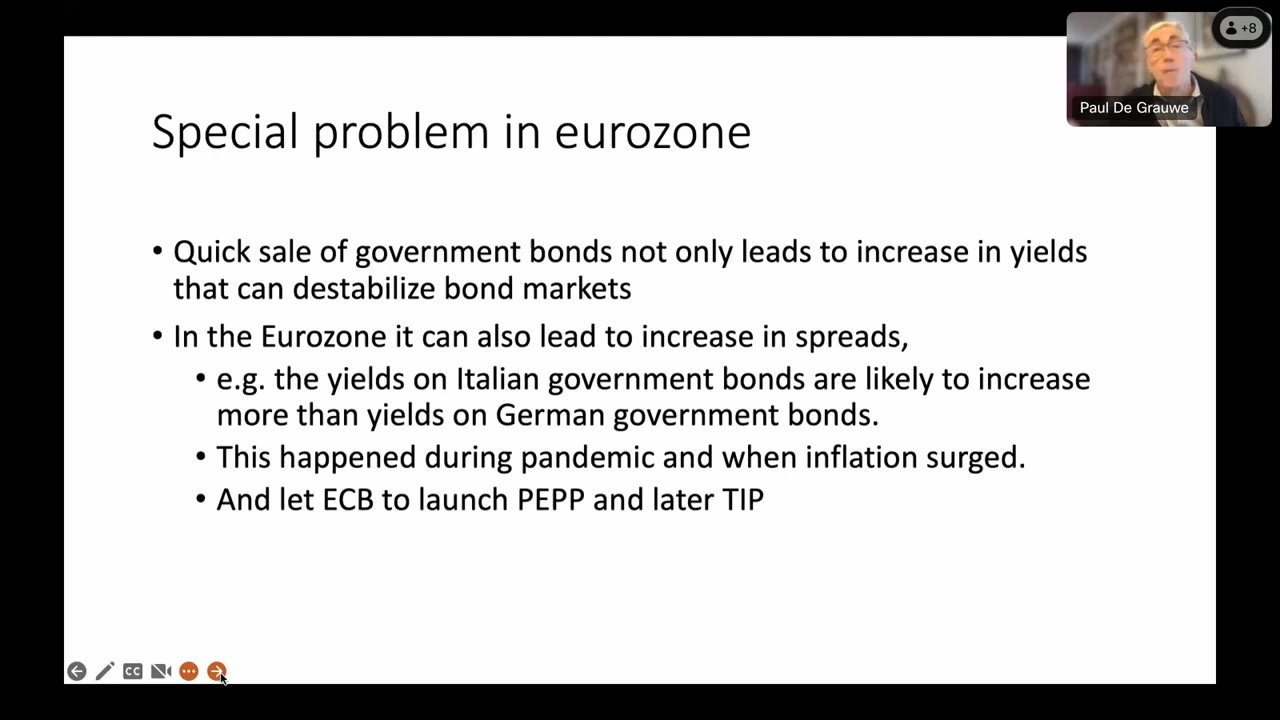 +8
Paul De Grauwe
Special problem in eurozone
• Quick sale of government bonds not only leads to increase in yields
that can destabilize bond markets
• In the Eurozone it can also lead to increase in spreads,
• e.g. the yields on Italian government bonds are likely to increase
more than yields on German government bonds.
• This happened during pandemic and when inflation surged.
• And let ECB to launch PEPP and later TIP
CC